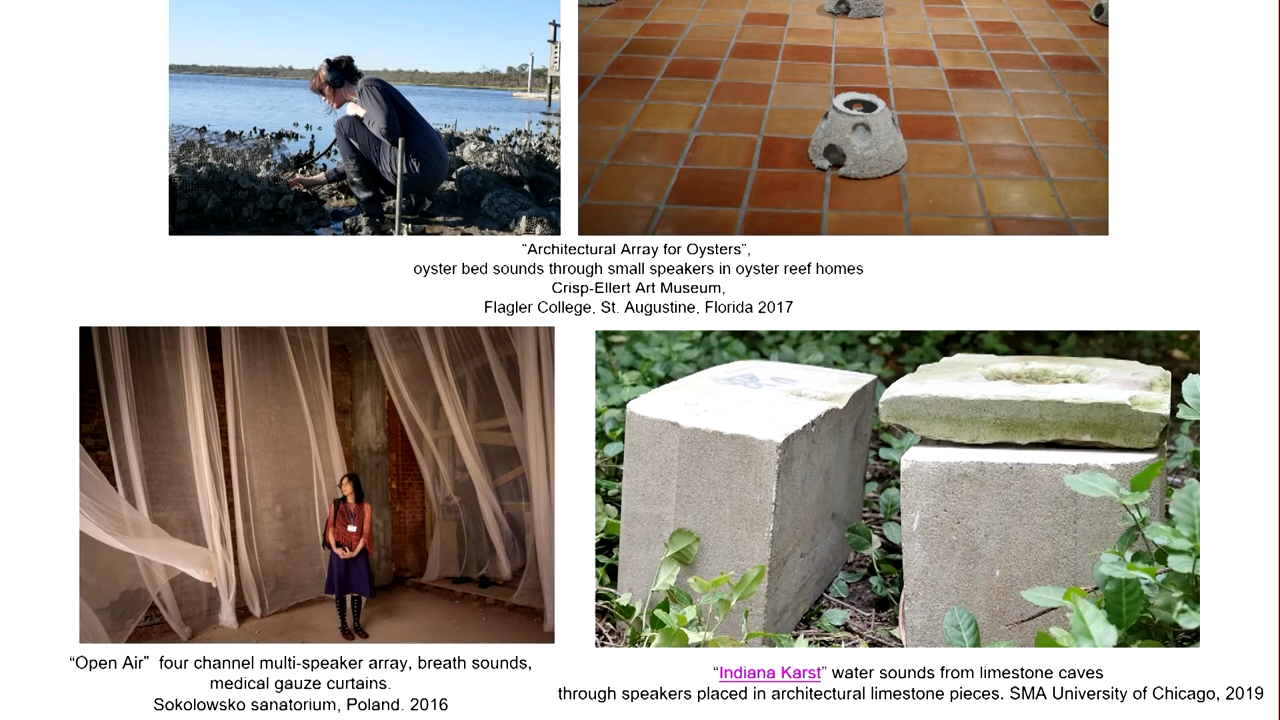 “Architectural Array for Oysters”,
oyster bed sounds through small speakers in oyster reef homes
Crisp-Ellert Art Museum,
Flagler College, St. Augustine, Florida 2017
“Open Air” four channel multi-speaker array, breath sounds,
medical gauze curtains.
Sokolowsko sanatorium, Poland. 2016
“Indiana Karst” water sounds from limestone caves
through speakers placed in architectural limestone pieces. SMA University of Chicago, 2019